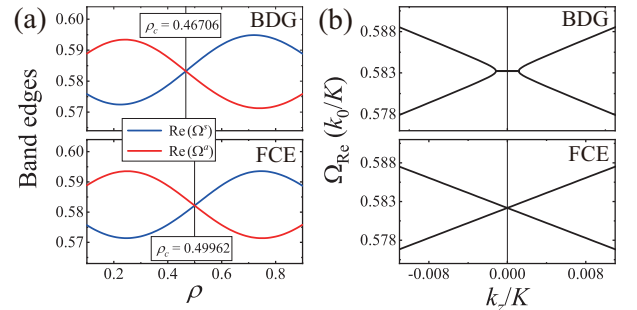 (a)
BDG
ρc = 0.46706
0.60
0.59
0.58
0.57
Re(Ωˢ)
Re(Ωᵃ)
FCE
0.60
0.59
0.58
0.57
ρc = 0.49962
0.2 0.4 0.6 0.8
ρ
Band edges
(b)
BDG
0.588
0.583
0.578
FCE
0.588
0.583
0.578
-0.008 0.000 0.008
kz/K
ΩRe (k0/K)